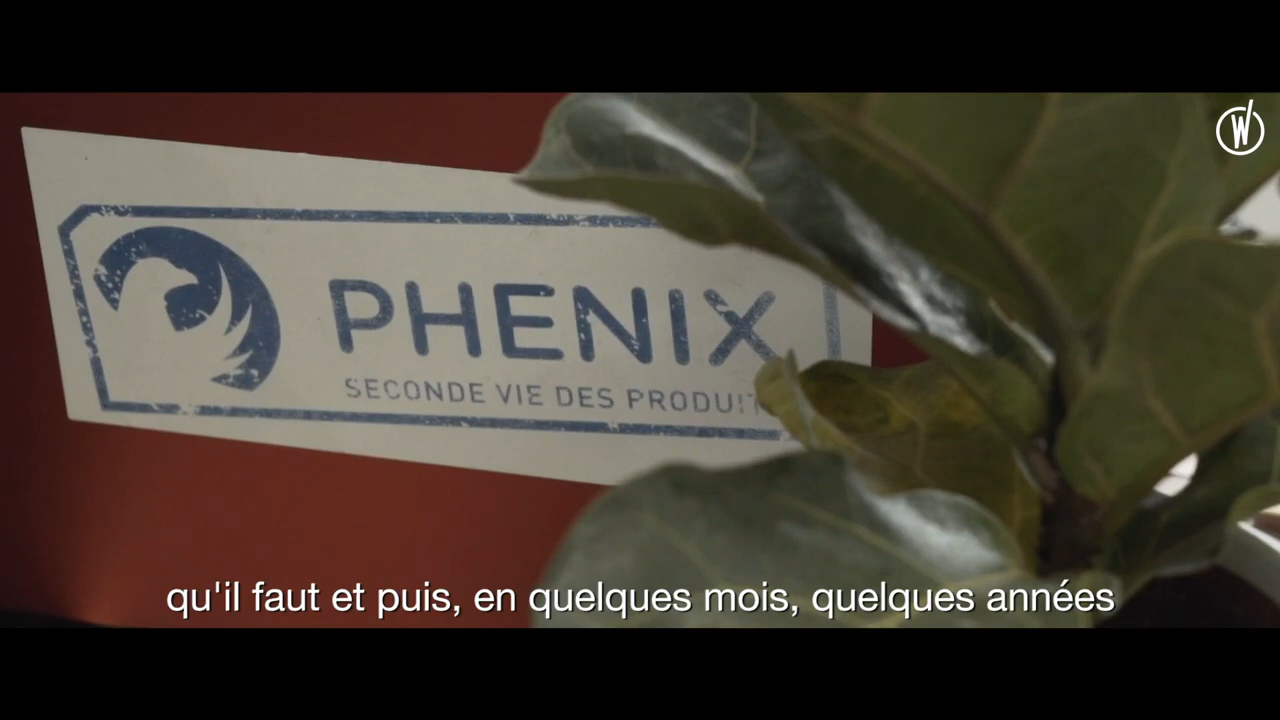 W
PHENIX
SECONDE VIE DES PRODUIT
qu'il faut et puis, en quelques mois, quelques années